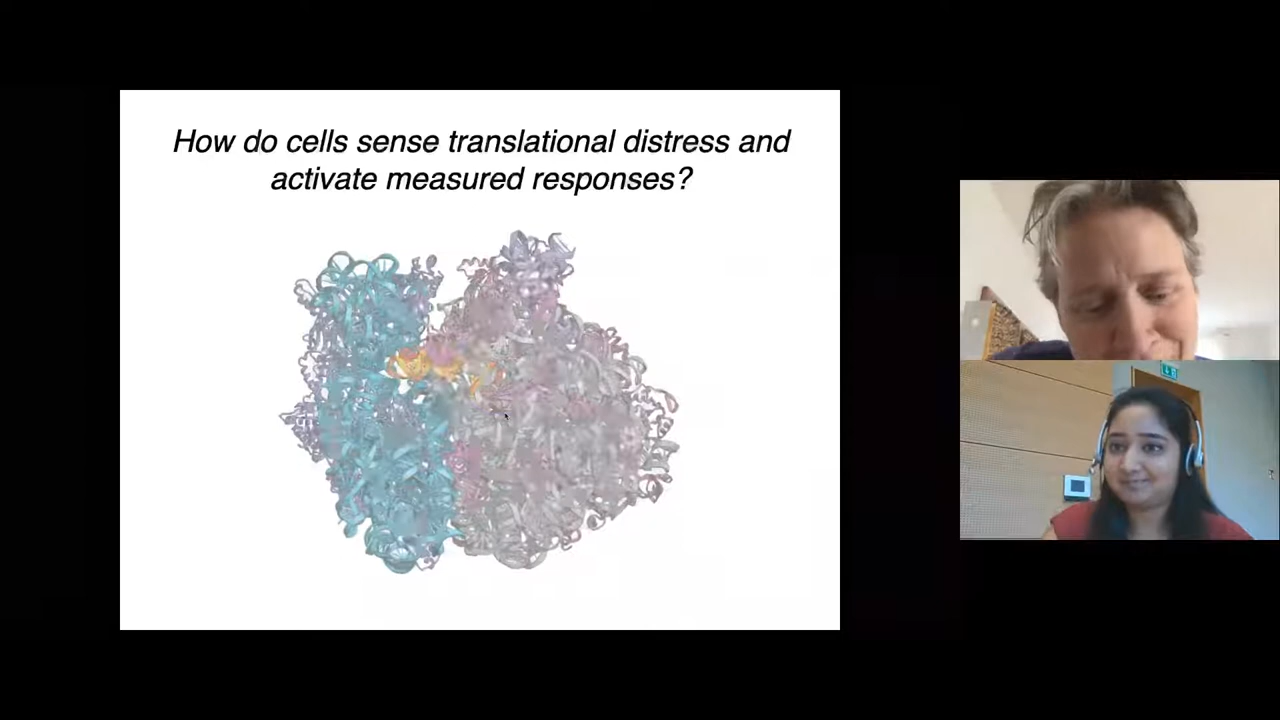 How do cells sense translational distress and
activate measured responses?